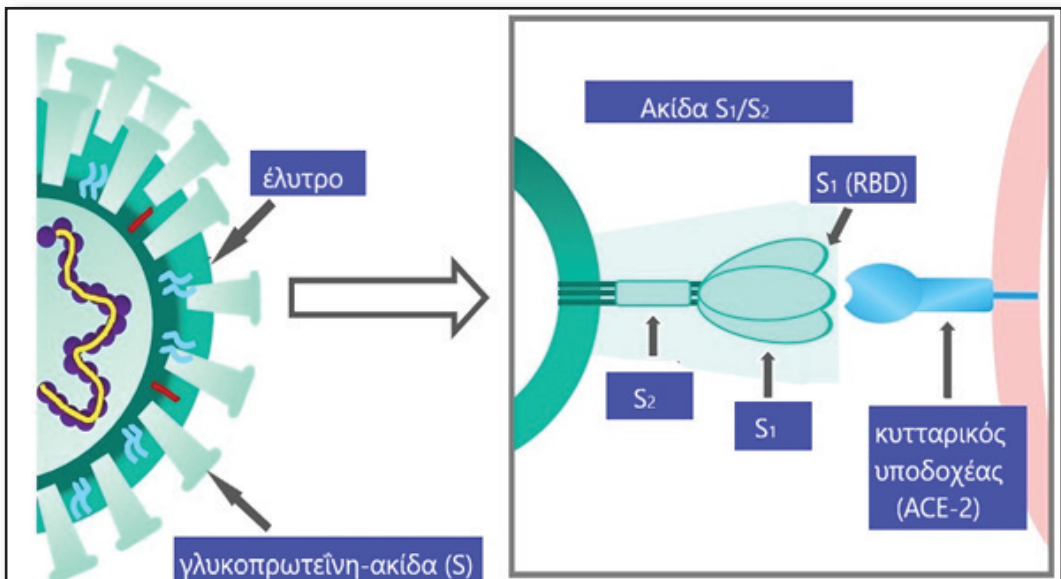 έλυτρο
γλυκοπρωτεΐνη-ακίδα (S)
Ακίδα S₁/S₂
S₁ (RBD)
S₂
S₁
κυτταρικός
υποδοχέας
(ACE-2)